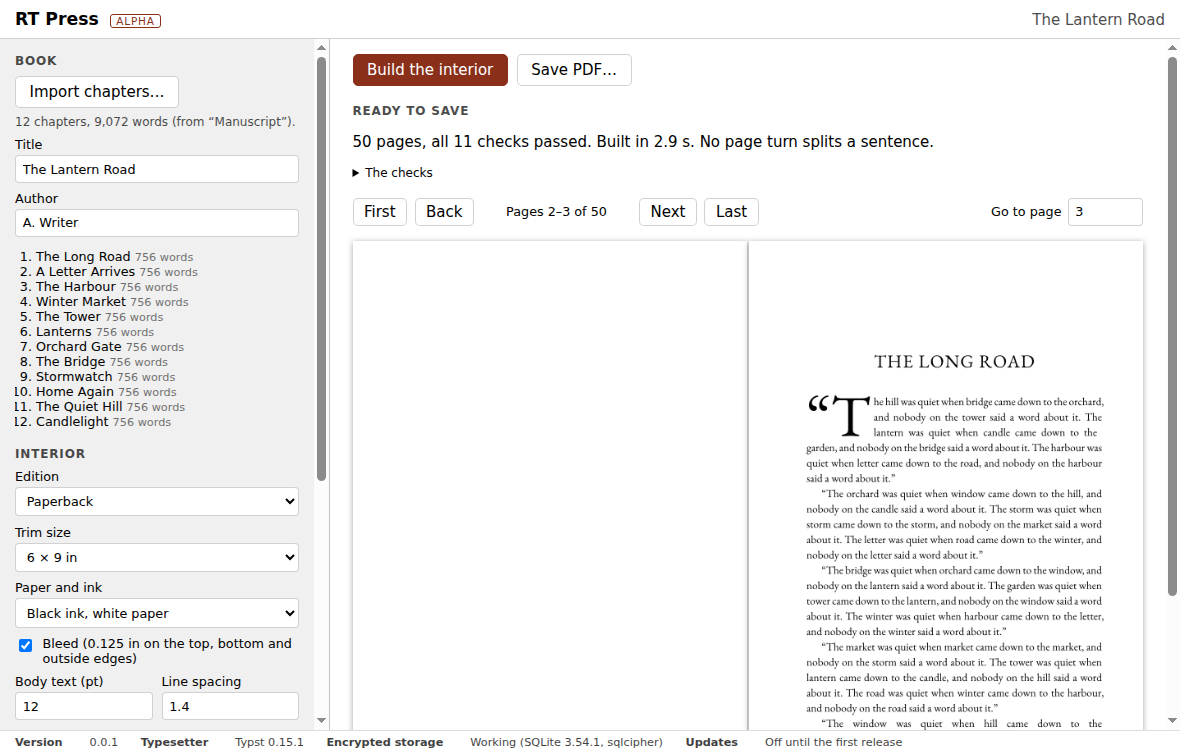 RT Press ALPHA
The Lantern Road
BOOK
Import chapters…
12 chapters, 9,072 words (from “Manuscript”).
Title
The Lantern Road
Author
A. Writer
1. The Long Road 756 words
2. A Letter Arrives 756 words
3. The Harbour 756 words
4. Winter Market 756 words
5. The Tower 756 words
6. Lanterns 756 words
7. Orchard Gate 756 words
8. The Bridge 756 words
9. Stormwatch 756 words
10. Home Again 756 words
11. The Quiet Hill 756 words
12. Candlelight 756 words
INTERIOR
Edition
Paperback
Trim size
6 × 9 in
Paper and ink
Black ink, white paper
Bleed (0.125 in on the top, bottom and
outside edges)
Body text (pt) Line spacing
12 1.4
Build the interior Save PDF…
READY TO SAVE
50 pages, all 11 checks passed. Built in 2.9 s. No page turn splits a sentence.
The checks
First Back Pages 2–3 of 50 Next Last Go to page 3
THE LONG ROAD
“The hill was quiet when bridge came down to the orchard,
and nobody on the tower said a word about it. The
lantern was quiet when candle came down to the
garden, and nobody on the bridge said a word about it. The harbour was
quiet when letter came down to the road, and nobody on the harbour
said a word about it.”
“The orchard was quiet when window came down to the hill, and
nobody on the candle said a word about it. The storm was quiet when
storm came down to the storm, and nobody on the market said a word
about it. The letter was quiet when road came down to the winter, and
nobody on the letter said a word about it.”
“The bridge was quiet when orchard came down to the window, and
nobody on the lantern said a word about it. The garden was quiet when
tower came down to the lantern, and nobody on the window said a word
about it. The winter was quiet when harbour came down to the letter,
and nobody on the winter said a word about it.”
“The market was quiet when market came down to the market, and
nobody on the storm said a word about it. The tower was quiet when
lantern came down to the candle, and nobody on the hill said a word
about it. The road was quiet when winter came down to the harbour,
and nobody on the road said a word about it.”
“The window was quiet when hill came down to the
Version 0.0.1 Typesetter Typst 0.15.1 Encrypted storage Working (SQLite 3.54.1, sqlcipher) Updates Off until the first release